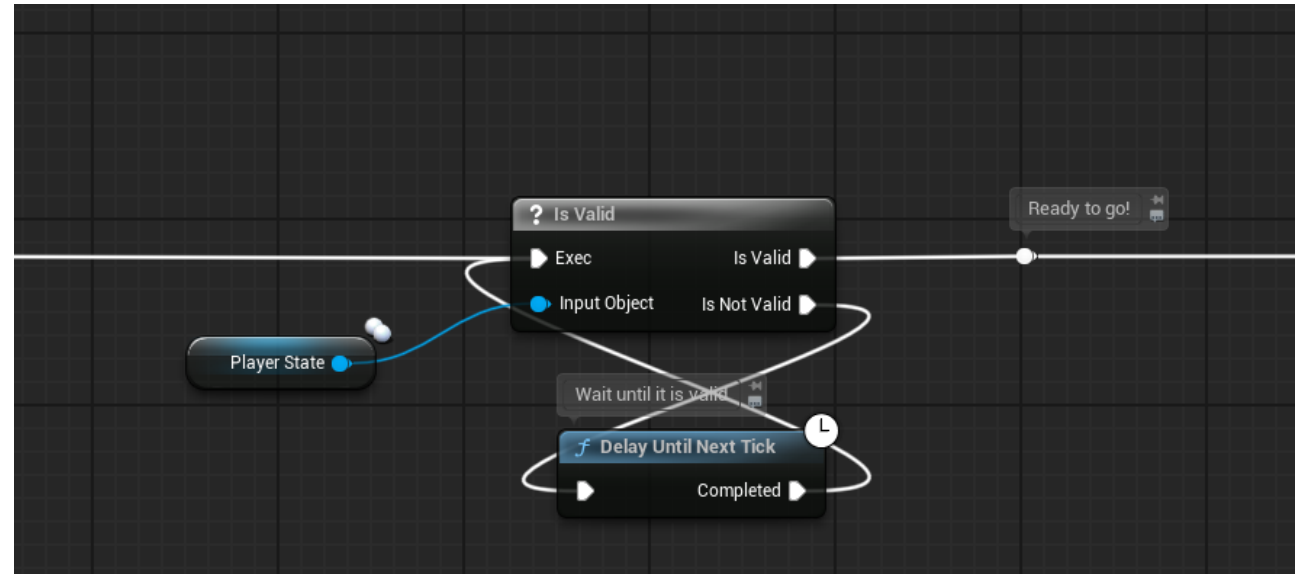 Ready to go!
? Is Valid
Exec Is Valid
Input Object Is Not Valid
Player State
Wait until it is valid
f Delay Until Next Tick
Completed